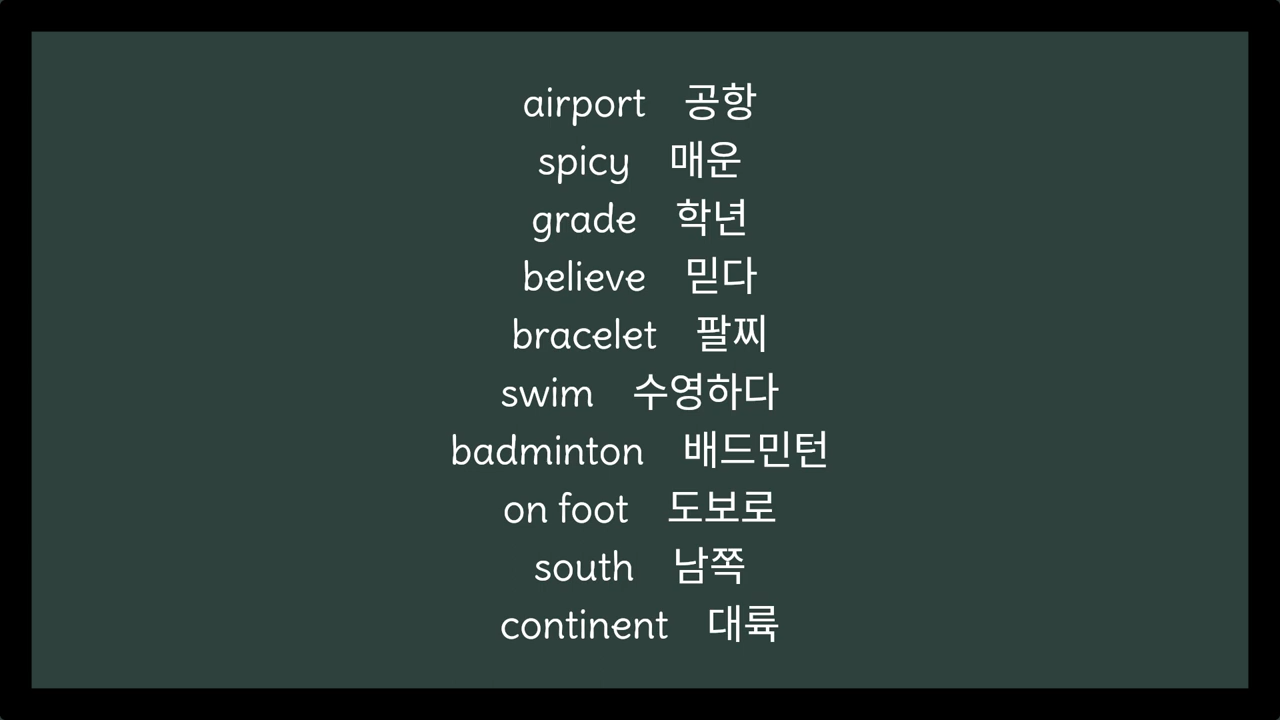 airport 공항
spicy 매운
grade 학년
believe 믿다
bracelet 팔찌
swim 수영하다
badminton 배드민턴
on foot 도보로
south 남쪽
continent 대륙